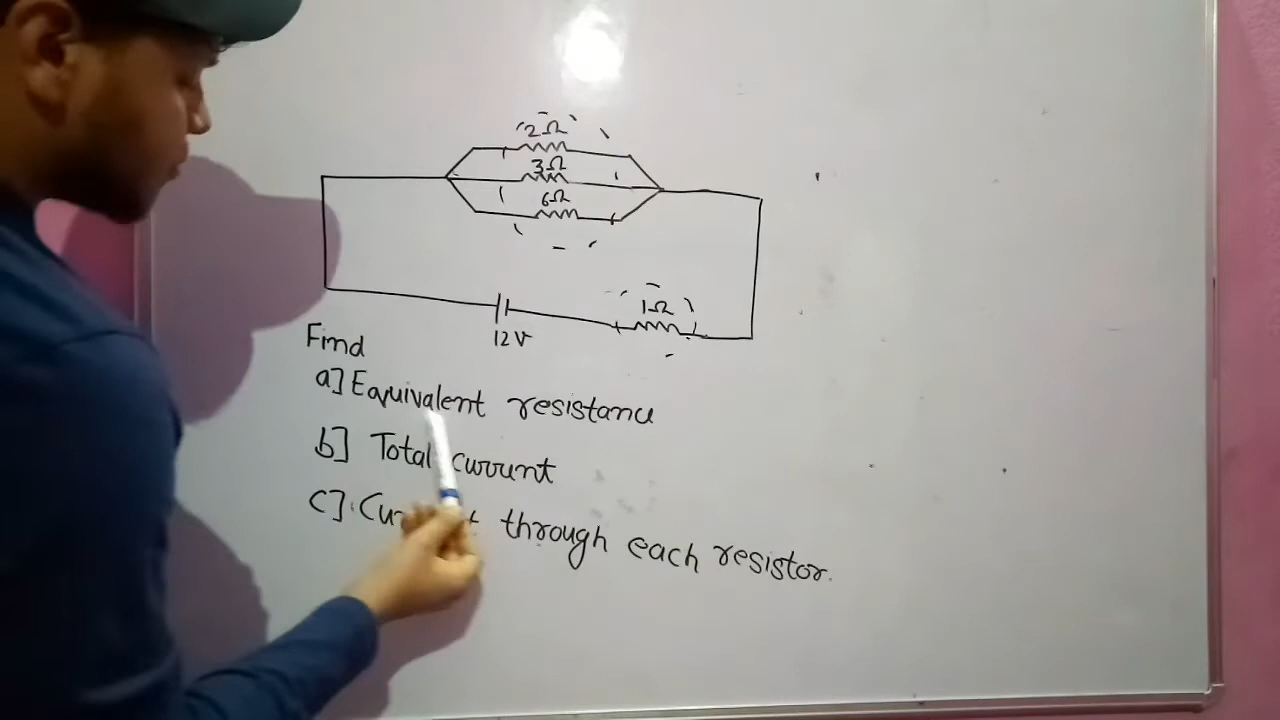 2Ω
3Ω
6Ω
1Ω
12V
Find
a] Equivalent resistance
b] Total current
c]. through each resistor.